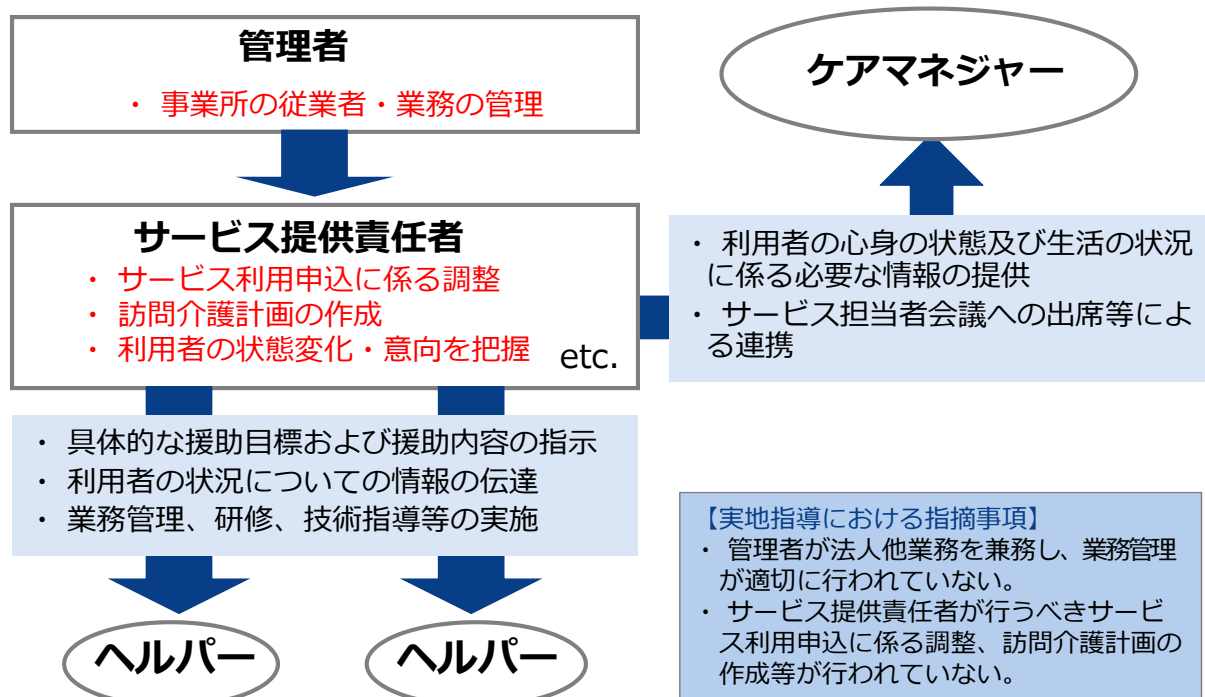 管理者
・ 事業所の従業者・業務の管理
ケアマネジャー
サービス提供責任者
・ サービス利用申込に係る調整
・ 訪問介護計画の作成
・ 利用者の状態変化・意向を把握
etc.
・ 利用者の心身の状態及び生活の状況
に係る必要な情報の提供
・ サービス担当者会議への出席等によ
る連携
・ 具体的な援助目標および援助内容の指示
・ 利用者の状況についての情報の伝達
・ 業務管理、研修、技術指導等の実施
【実地指導における指摘事項】
・ 管理者が法人他業務を兼務し、業務管理
が適切に行われていない。
・ サービス提供責任者が行うべきサービ
ス利用申込に係る調整、訪問介護計画の
作成等が行われていない。
ヘルパー
ヘルパー